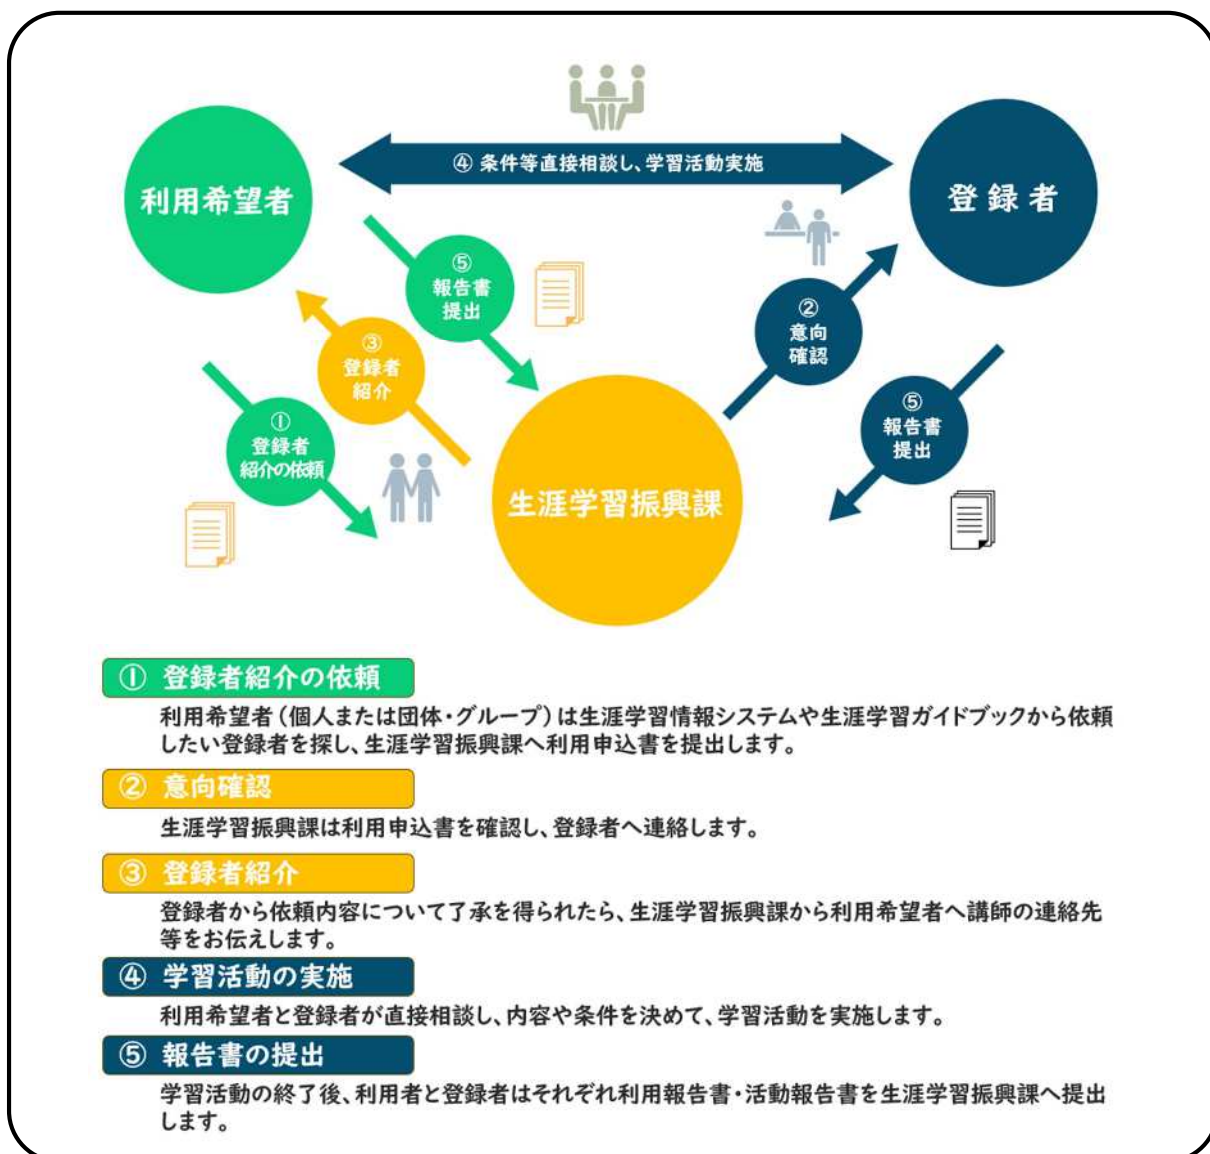 ④ 条件等直接相談し、学習活動実施
利用希望者
登録者
⑤
報告書
提出
②
意向
確認
③
登録者
紹介
①
登録者
紹介の依頼
⑤
報告書
提出
生涯学習振興課
① 登録者紹介の依頼
利用希望者(個人または団体・グループ)は生涯学習情報システムや生涯学習ガイドブックから依頼
したい登録者を探し、生涯学習振興課へ利用申込書を提出します。
② 意向確認
生涯学習振興課は利用申込書を確認し、登録者へ連絡します。
③ 登録者紹介
登録者から依頼内容について了承を得られたら、生涯学習振興課から利用希望者へ講師の連絡先
等をお伝えします。
④ 学習活動の実施
利用希望者と登録者が直接相談し、内容や条件を決めて、学習活動を実施します。
⑤ 報告書の提出
学習活動の終了後、利用者と登録者はそれぞれ利用報告書・活動報告書を生涯学習振興課へ提出
します。